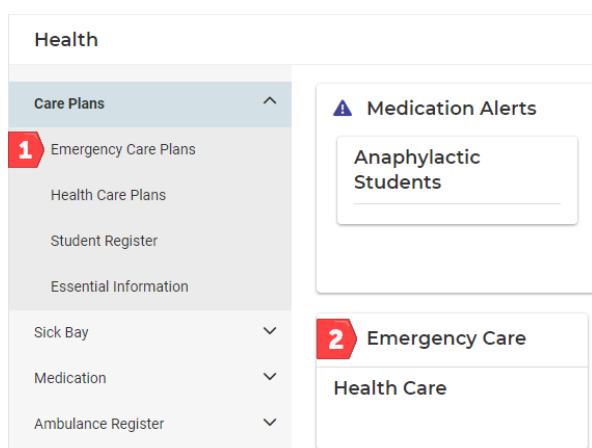 Health
Care Plans
1
Emergency Care Plans
Health Care Plans
Student Register
Essential Information
Sick Bay
Medication
Ambulance Register
Medication Alerts
Anaphylactic
Students
2
Emergency Care
Health Care